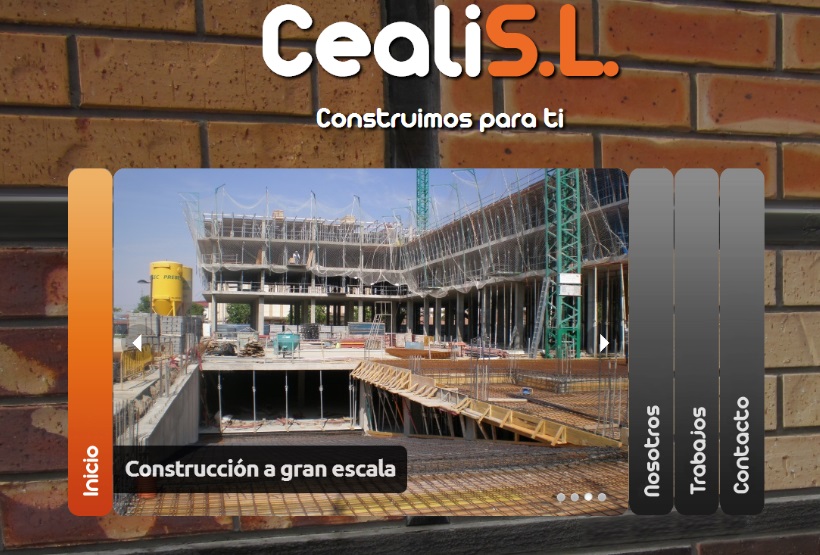 CealiS.L.
Construimos para ti
Inicio
Construcción a gran escala
Nosotros
Trabajos
Contacto